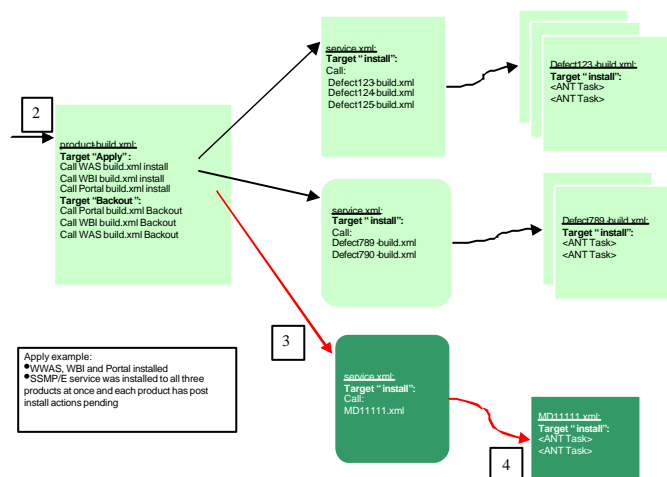 service.xml:
Target “install”:
Call:
Defect123-build.xml
Defect124-build.xml
Defect125-build.xml
Defect123-build.xml:
Target “install”:
<ANT Task>
<ANT Task>
2
product-build.xml:
Target “Apply”:
Call WAS build.xml install
Call WBI build.xml install
Call Portal build.xml install
Target “Backout”:
Call Portal build.xml Backout
Call WBI build.xml Backout
Call WAS build.xml Backout
service.xml:
Target “install”:
Call:
Defect789-build.xml
Defect790-build.xml
Defect789-build.xml:
Target “install”:
<ANT Task>
<ANT Task>
3
Apply example:
•WWAS, WBI and Portal installed
•SSMP/E service was installed to all three
products at once and each product has post
install actions pending
service.xml:
Target “install”:
Call:
MD11111.xml
MD11111.xml:
Target “install”:
<ANT Task>
<ANT Task>
4